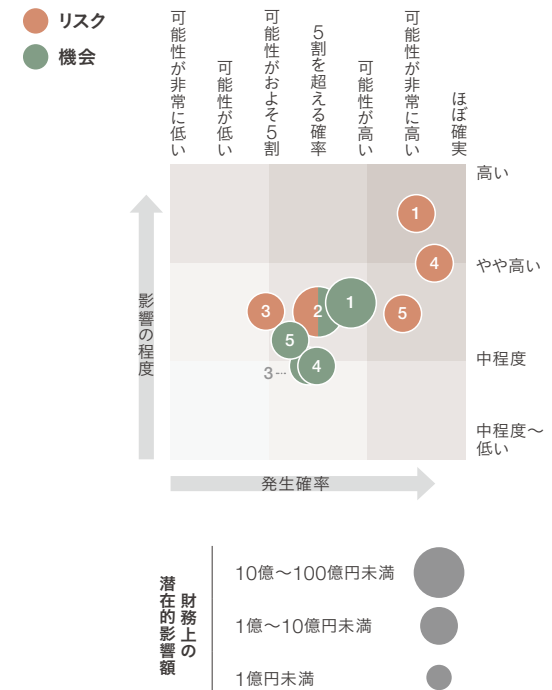 リスク
機会
可能性が非常に低い
可能性が低い
可能性がおよそ5割
5割を超える確率
可能性が高い
可能性が非常に高い
ほぼ確実
高い
やや高い
中程度
中程度～
低い
影響の程度
1
4
3
2
1
5
5
3
4
発生確率
財務上の
潜在的影響額
10億～100億円未満
1億～10億円未満
1億円未満